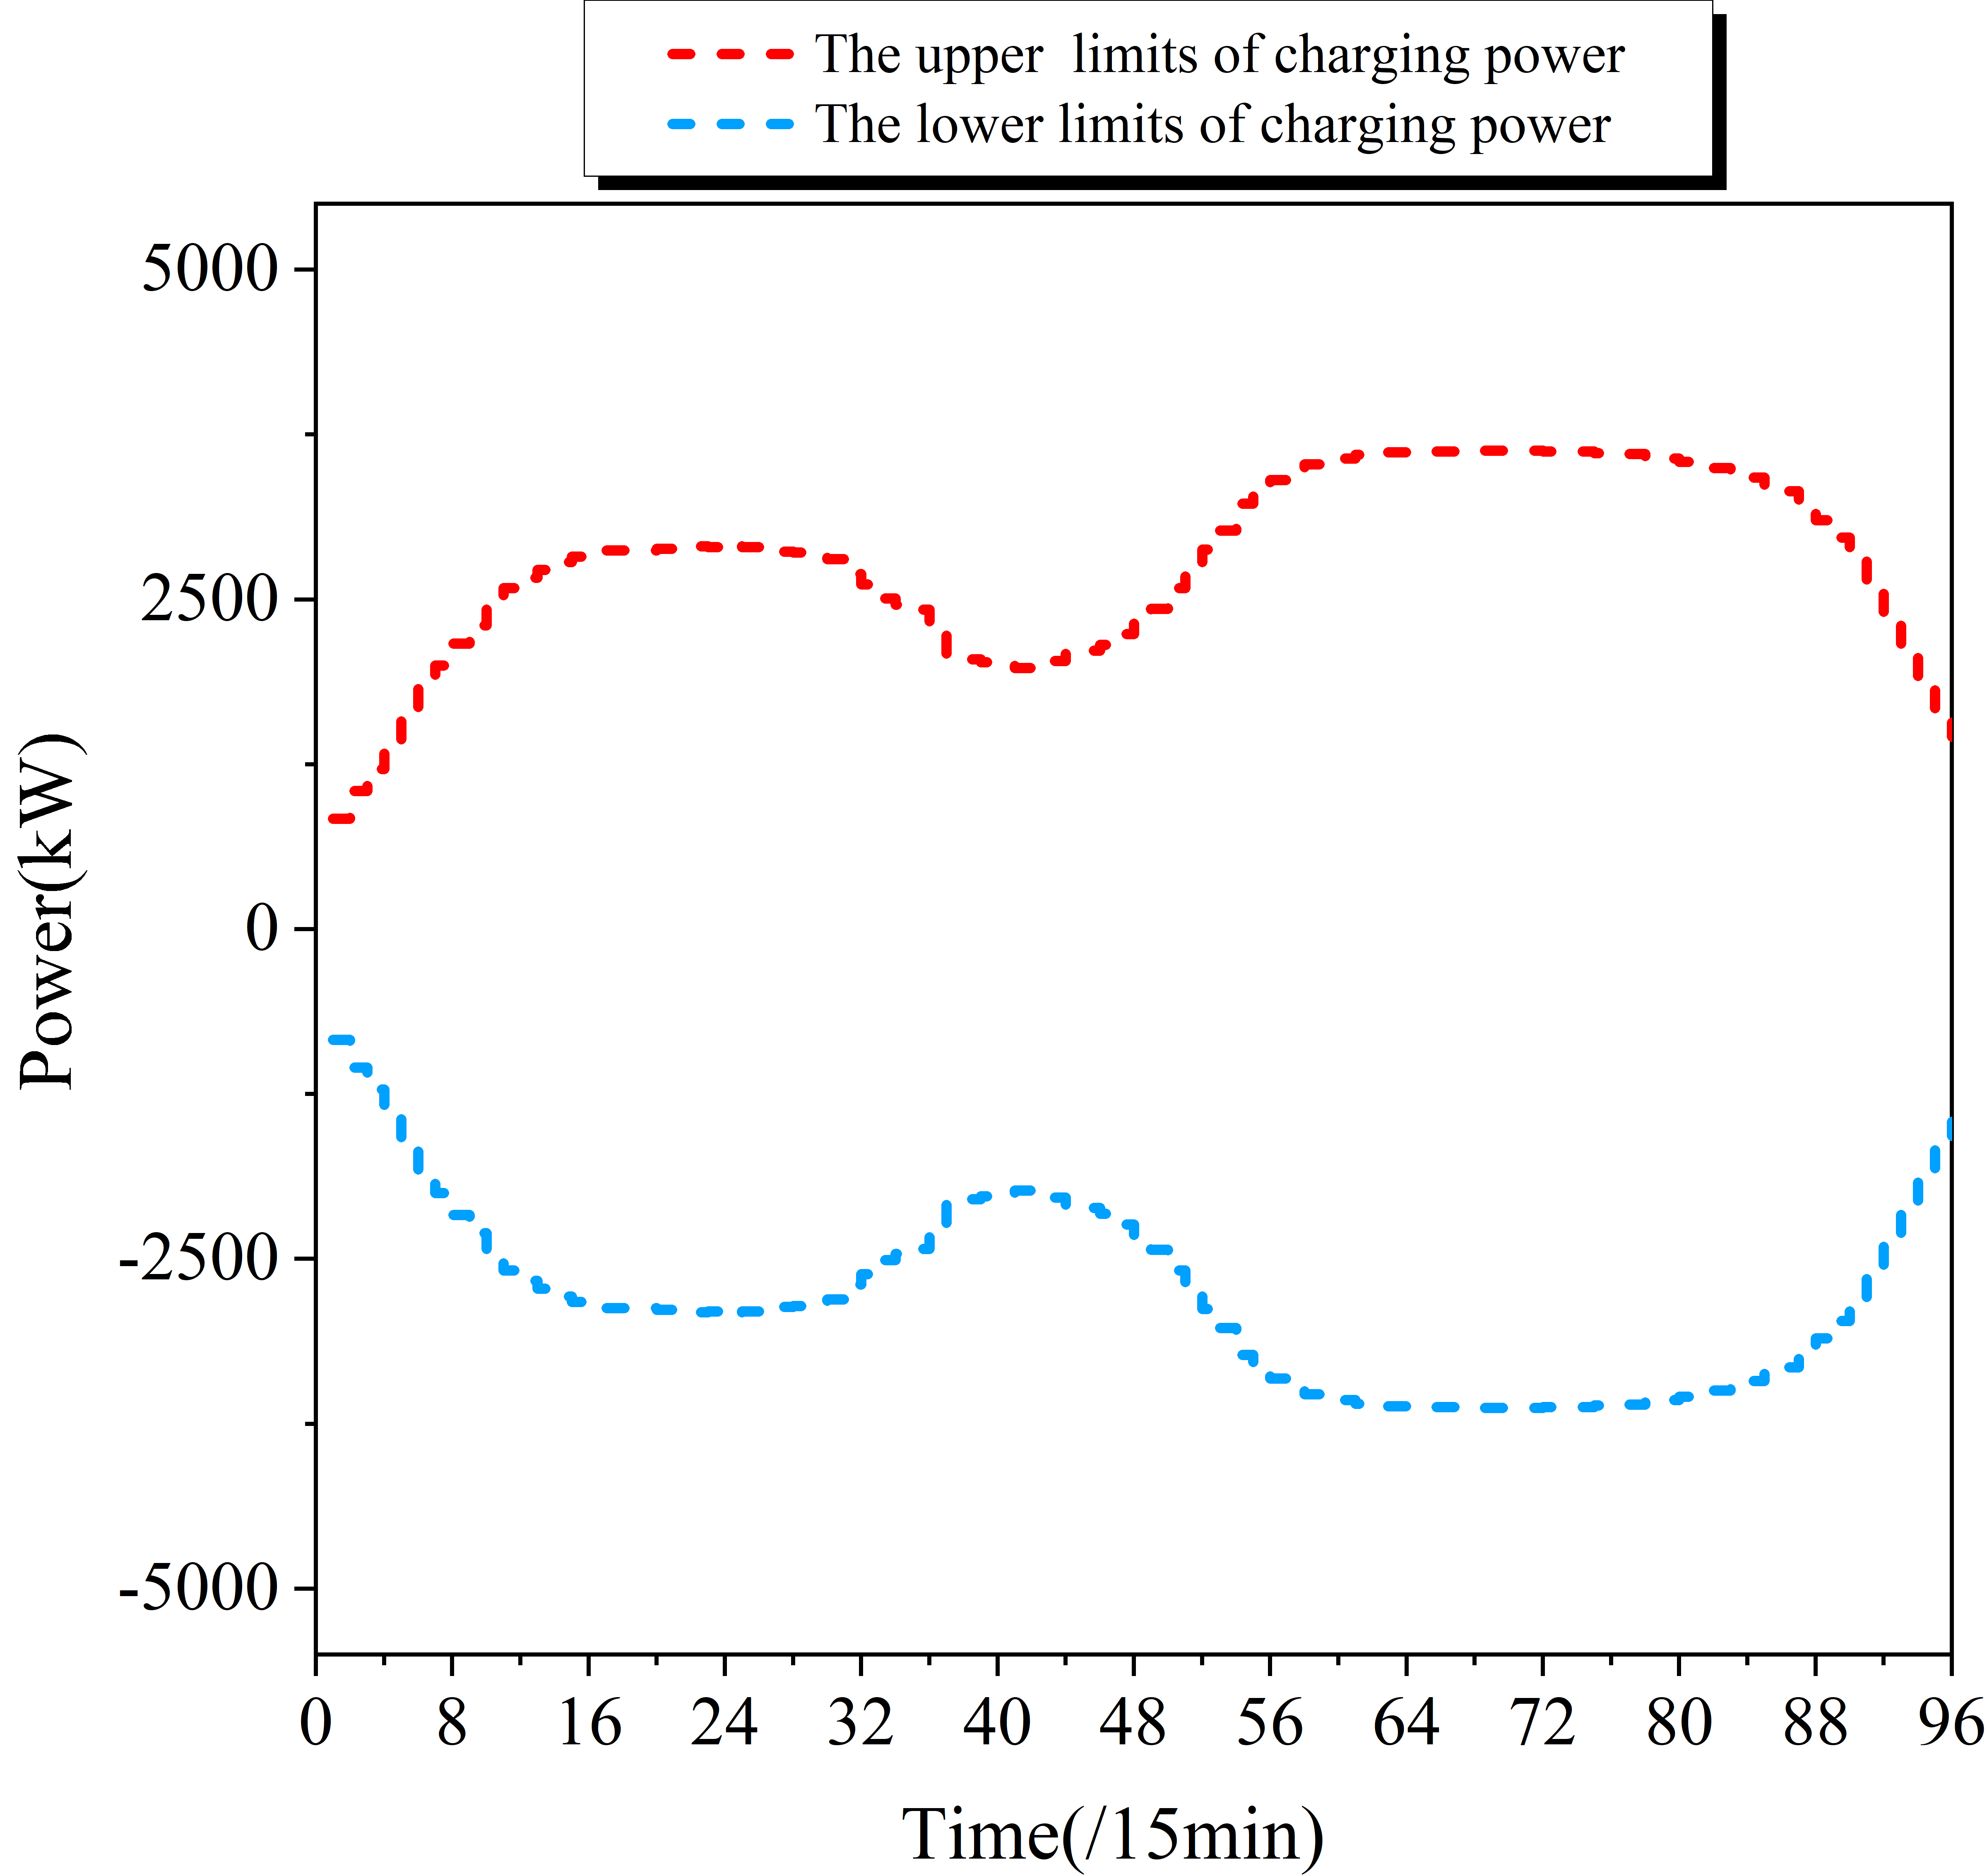 The upper limits of charging power
The lower limits of charging power
5000
2500
0
-2500
-5000
Power(kW)
0 8 16 24 32 40 48 56 64 72 80 88 96
Time(/15min)